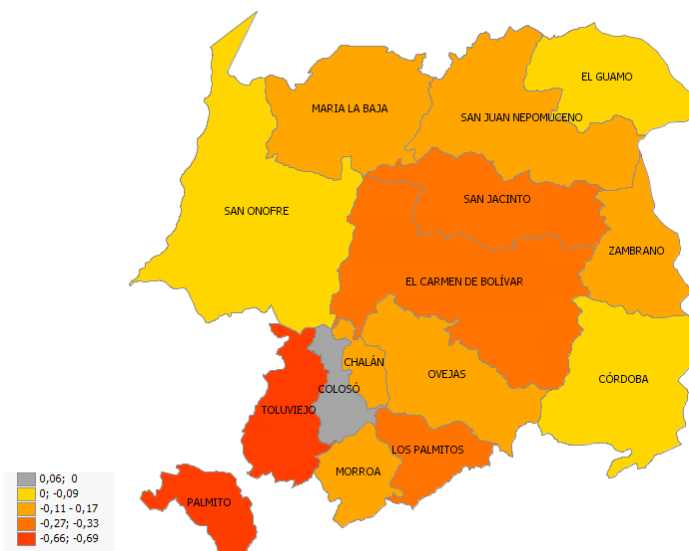 EL GUAMO
MARIA LA BAJA
SAN JUAN NEPOMUCENO
SAN JACINTO
SAN ONOFRE
ZAMBRANO
EL CARMEN DE BOLÍVAR
CHALÁN
OVEJAS
CÓRDOBA
COLOSÓ
TOLUVIEJO
LOS PALMITOS
MORROA
PALMITO
0,06; 0
0; -0,09
-0,11 - 0,17
-0,27; -0,33
-0,66; -0,69